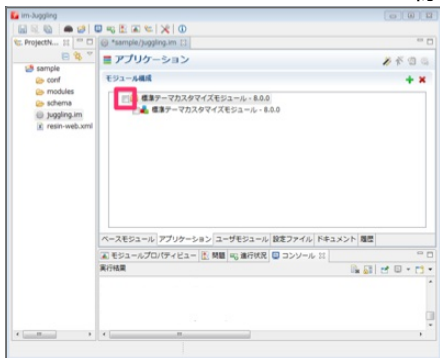 im-Juggling
ProjectN...
*sample/juggling.im
sample
conf
modules
schema
juggling.im
resin-web.xml
アプリケーション
モジュール構成
標準テーマカスタマイズモジュール - 8.0.0
標準テーマカスタマイズモジュール - 8.0.0
ベースモジュール アプリケーション ユーザモジュール 設定ファイル ドキュメント 履歴
モジュールプロパティビュー 問題 進行状況 コンソール
実行結果